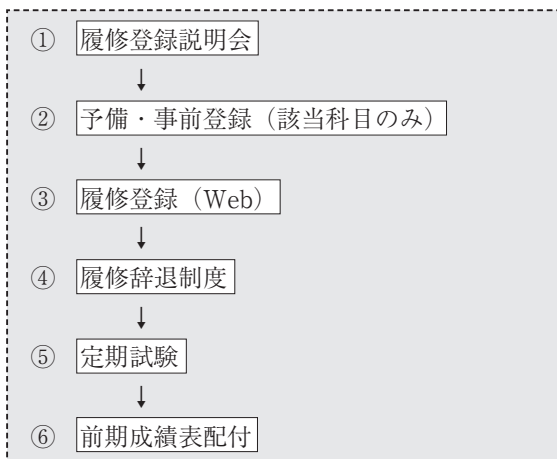 ① 履修登録説明会
↓
② 予備・事前登録（該当科目のみ）
↓
③ 履修登録（Web）
↓
④ 履修辞退制度
↓
⑤ 定期試験
↓
⑥ 前期成績表配付